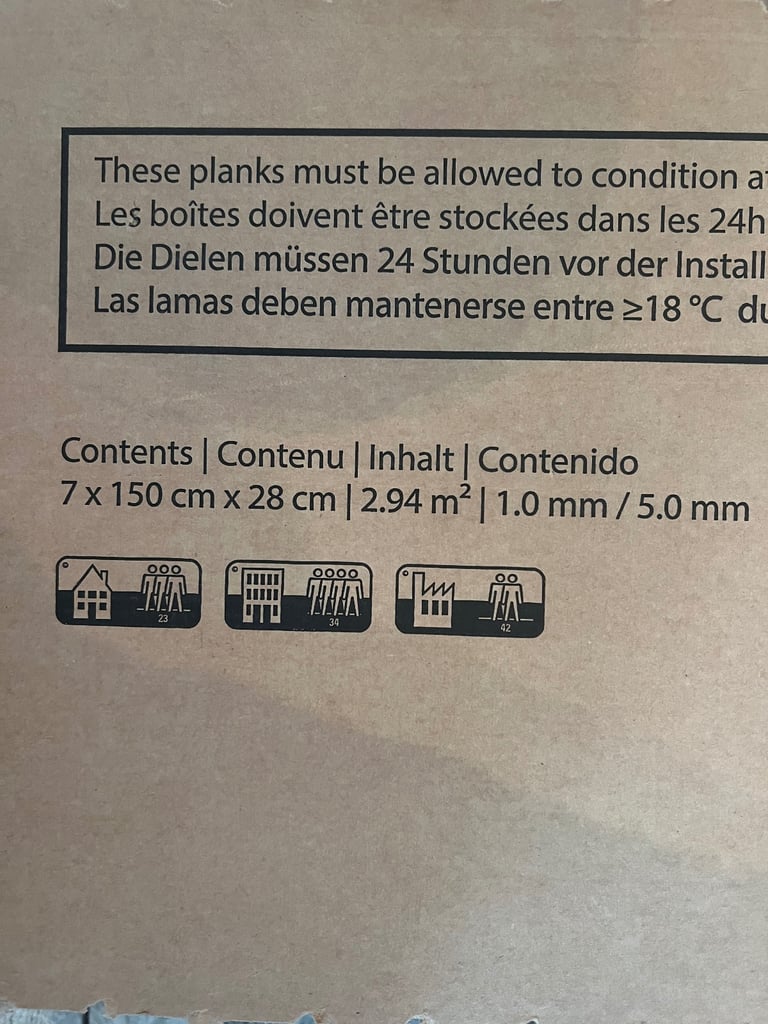 These planks must be allowed to condition a
Les boîtes doivent être stockées dans les 24h
Die Dielen müssen 24 Stunden vor der Install
Las lamas deben mantenerse entre ≥18 °C du
Contents | Contenu | Inhalt | Contenido
7 x 150 cm x 28 cm | 2.94 m² | 1.0 mm / 5.0 mm
23 34 42